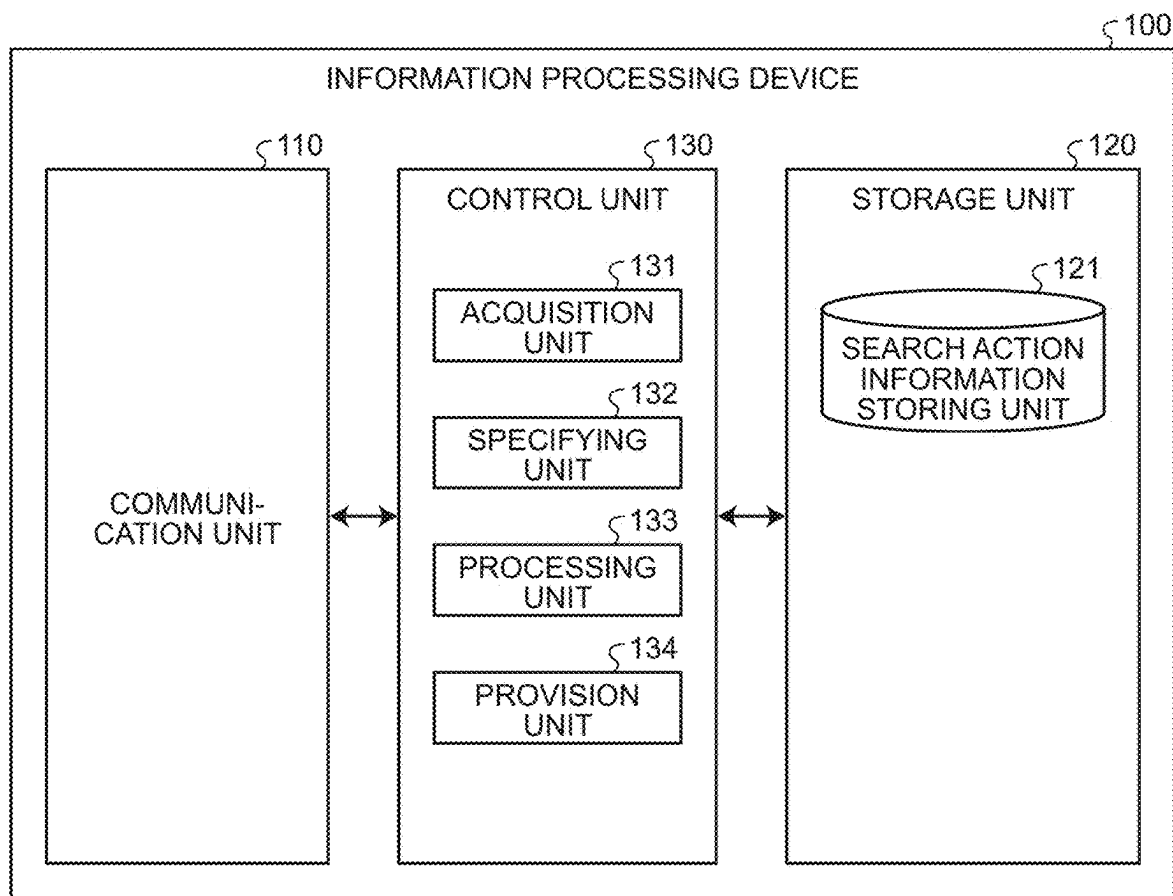 100
INFORMATION PROCESSING DEVICE
110
130
120
COMMUNI-
CATION UNIT
CONTROL UNIT
131
ACQUISITION
UNIT
132
SPECIFYING
UNIT
133
PROCESSING
UNIT
134
PROVISION
UNIT
STORAGE UNIT
121
SEARCH ACTION
INFORMATION
STORING UNIT